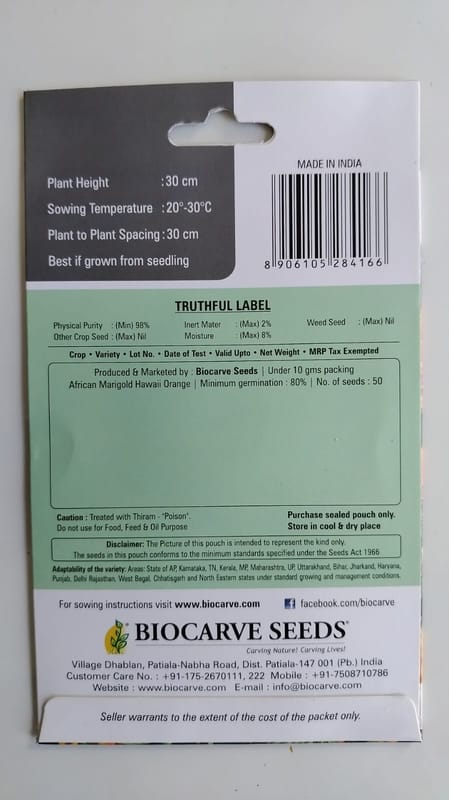 MADE IN INDIA
Plant Height : 30 cm
Sowing Temperature : 20°-30°C
Plant to Plant Spacing : 30 cm
Best if grown from seedling
8 906105 284166
TRUTHFUL LABEL
Physical Purity : (Min) 98% Inert Mater : (Max) 2% Weed Seed : (Max) Nil
Other Crop Seed : (Max) Nil Moisture : (Max) 8%
Crop • Variety • Lot No. • Date of Test • Valid Upto • Net Weight • MRP Tax Exempted
Produced & Marketed by : Biocarve Seeds | Under 10 gms packing
African Marigold Hawaii Orange | Minimum germination : 80% | No. of seeds : 50
Caution : Treated with Thiram - "Poison". Purchase sealed pouch only.
Do not use for Food, Feed & Oil Purpose Store in cool & dry place
Disclaimer: The Picture of this pouch is intended to represent the kind only.
The seeds in this pouch conforms to the minimum standards specified under the Seeds Act 1966
Adaptability of the variety: Areas: State of AP, Karnataka, TN, Kerala, MP, Maharashtra, UP, Uttarakhand, Bihar, Jharkand, Haryana,
Punjab, Delhi Rajasthan, West Begal, Chhatisgarh and North Eastern states under standard growing and management conditions.
For sowing instructions visit www.biocarve.com f facebook.com/biocarve
BIOCARVE SEEDS®
Carving Nature! Carving Lives!
Village Dhablan, Patiala-Nabha Road, Dist. Patiala-147 001 (Pb.) India
Customer Care No. : +91-175-2670111, 222 Mobile : +91-7508710786
Website : www.biocarve.com E-mail : info@biocarve.com
Seller warrants to the extent of the cost of the packet only.